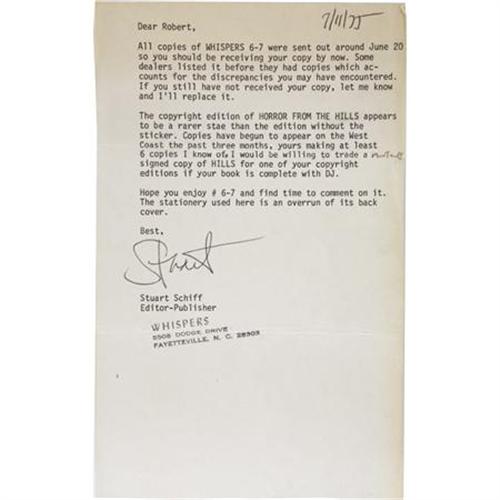 7/11/75
Dear Robert,
All copies of WHISPERS 6-7 were sent out around June 20
so you should be receiving your copy by now. Some
dealers listed it before they had copies which ac-
counts for the discrepancies you may have encountered.
If you still have not received your copy, let me know
and I'll replace it.
The copyright edition of HORROR FROM THE HILLS appears
to be a rarer stae than the edition without the
sticker. Copies have begun to appear on the West
Coast the past three months, yours making at least
6 copies I know of. I would be willing to trade a
signed copy of HILLS for one of your copyright
editions if your book is complete with DJ.
Hope you enjoy # 6-7 and find time to comment on it.
The stationery used here is an overrun of its back
cover.
Best,
Stuart
Stuart Schiff
Editor-Publisher
WHISPERS
5508 DODGE DRIVE
FAYETTEVILLE, N. C. 28303